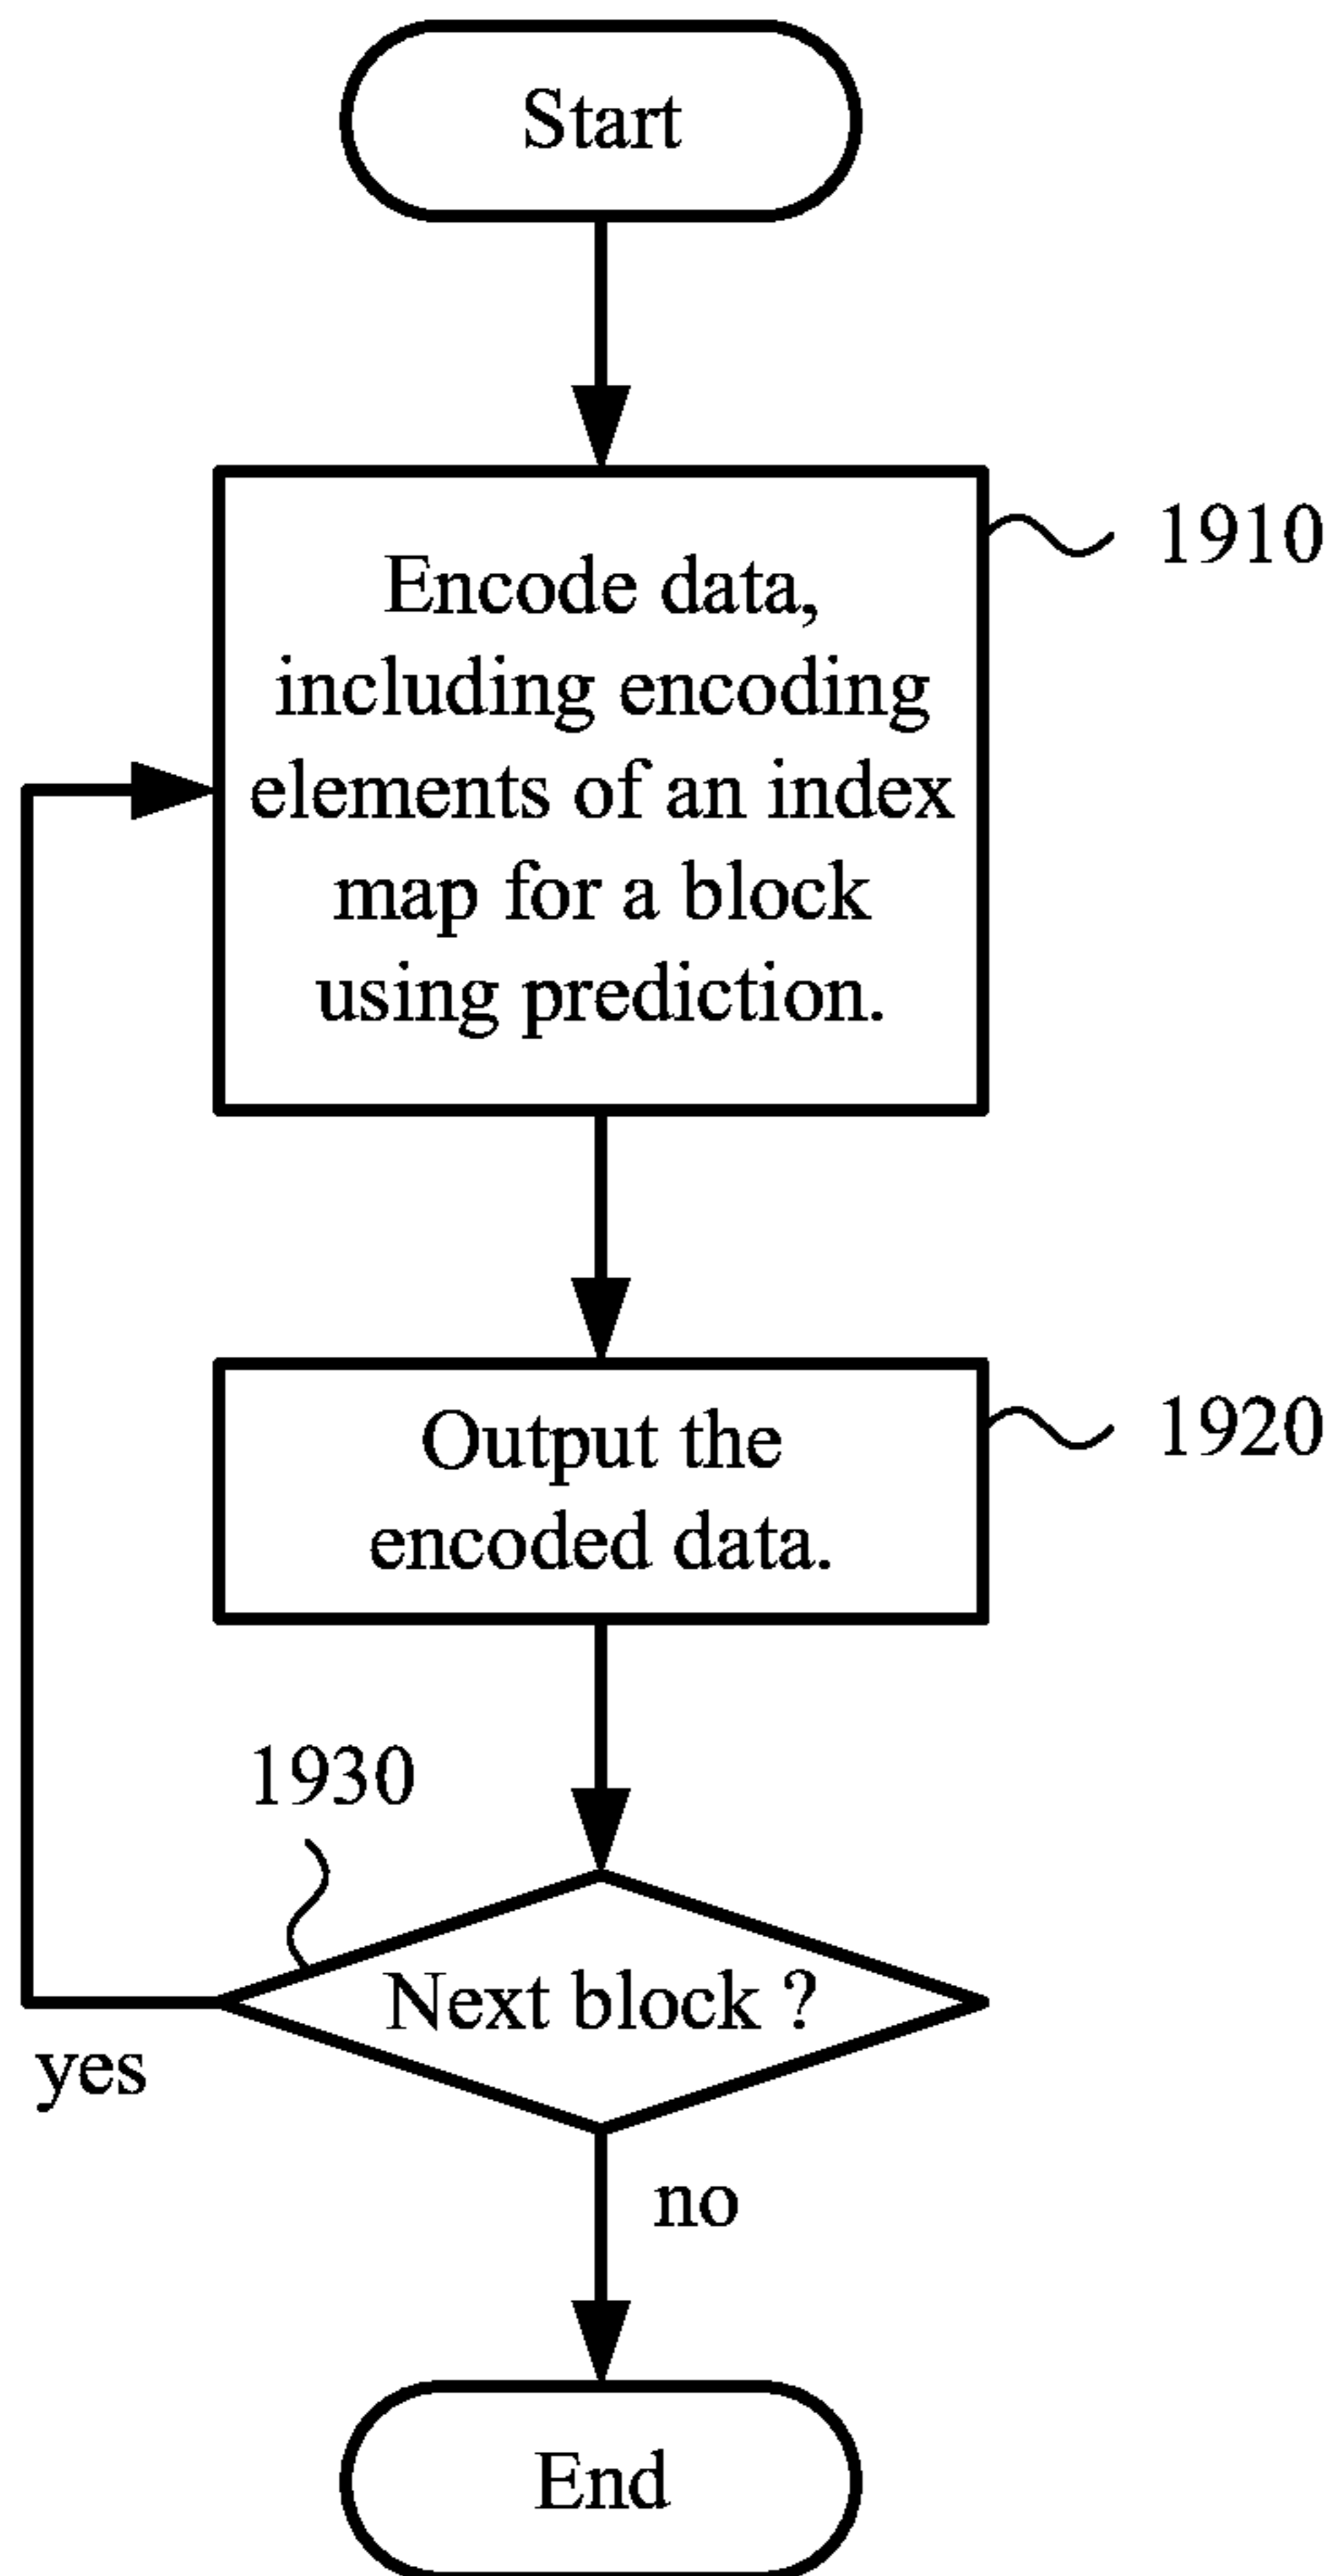 Start
Encode data,
including encoding
elements of an index
map for a block
using prediction.
1910
Output the
encoded data.
1920
1930
Next block ?
yes
no
End